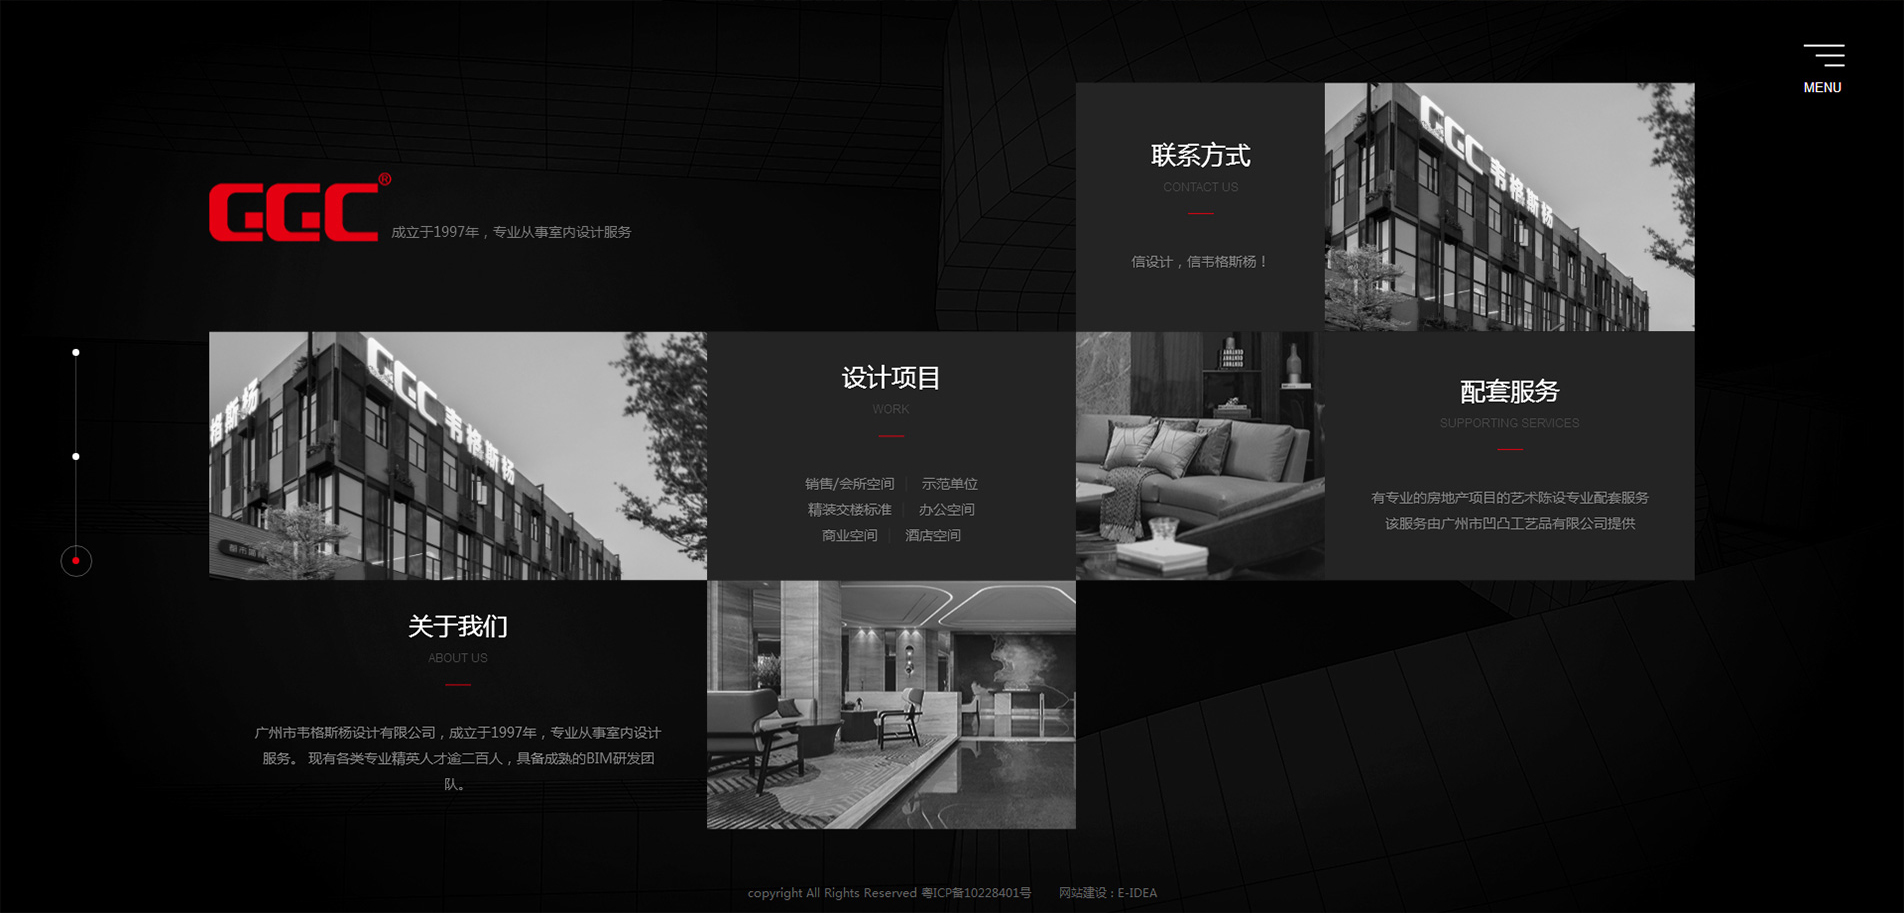 MENU
GGC®
成立于1997年，专业从事室内设计服务
联系方式
CONTACT US
信设计，信韦格斯杨！
GGC 韦格斯杨
格斯杨
GGC 韦格斯杨
设计项目
WORK
销售/会所空间 | 示范单位
精装交楼标准 | 办公空间
商业空间 | 酒店空间
配套服务
SUPPORTING SERVICES
有专业的房地产项目的艺术陈设专业配套服务
该服务由广州市凹凸工艺品有限公司提供
关于我们
ABOUT US
广州市韦格斯杨设计有限公司，成立于1997年，专业从事室内设计
服务。 现有各类专业精英人才逾二百人，具备成熟的BIM研发团
队。
copyright All Rights Reserved 粤ICP备10228401号 网站建设：E-IDEA